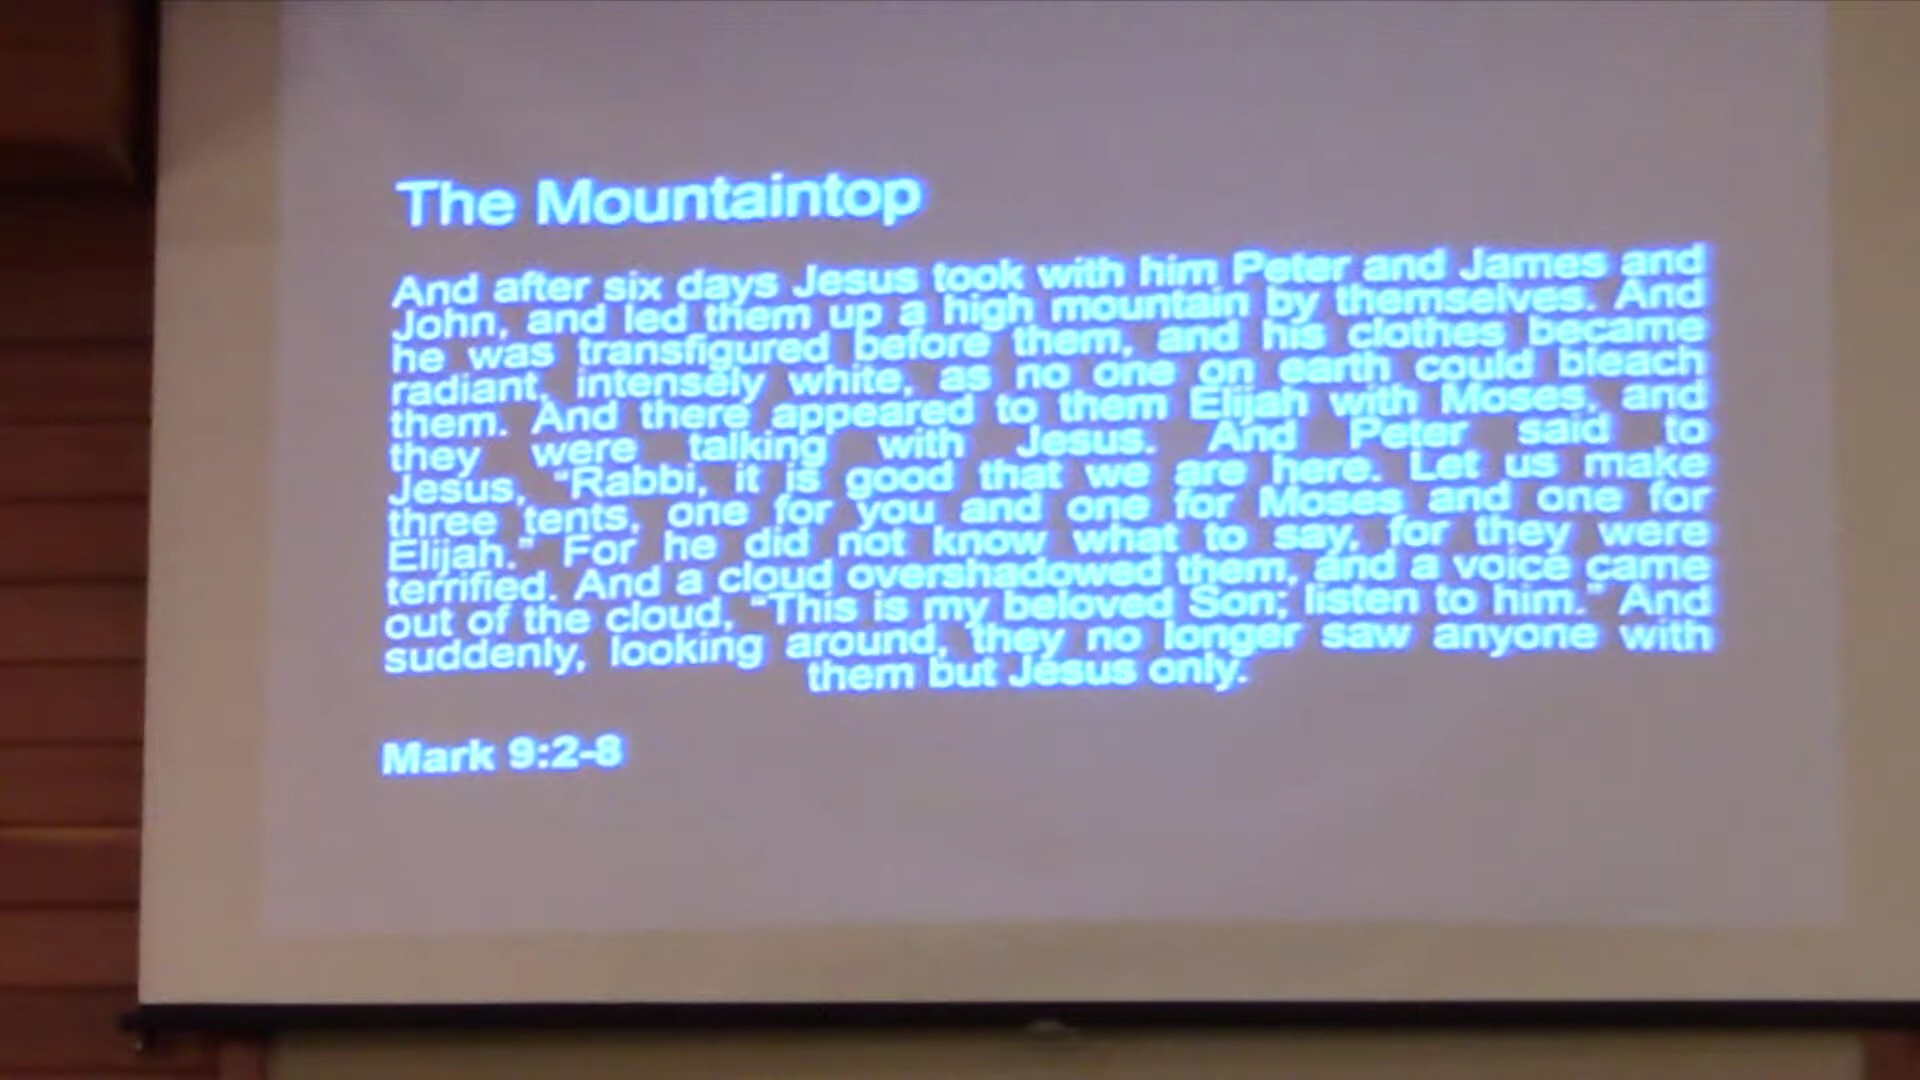 The Mountaintop
And after six days Jesus took with him Peter and James and
John, and led them up a high mountain by themselves. And
he was transfigured before them, and his clothes became
radiant, intensely white, as no one on earth could bleach
them. And there appeared to them Elijah with Moses, and
they were talking with Jesus. And Peter said to
Jesus, “Rabbi, it is good that we are here. Let us make
three tents, one for you and one for Moses and one for
Elijah.” For he did not know what to say, for they were
terrified. And a cloud overshadowed them, and a voice came
out of the cloud, “This is my beloved Son; listen to him.” And
suddenly, looking around, they no longer saw anyone with
them but Jesus only.
Mark 9:2-8